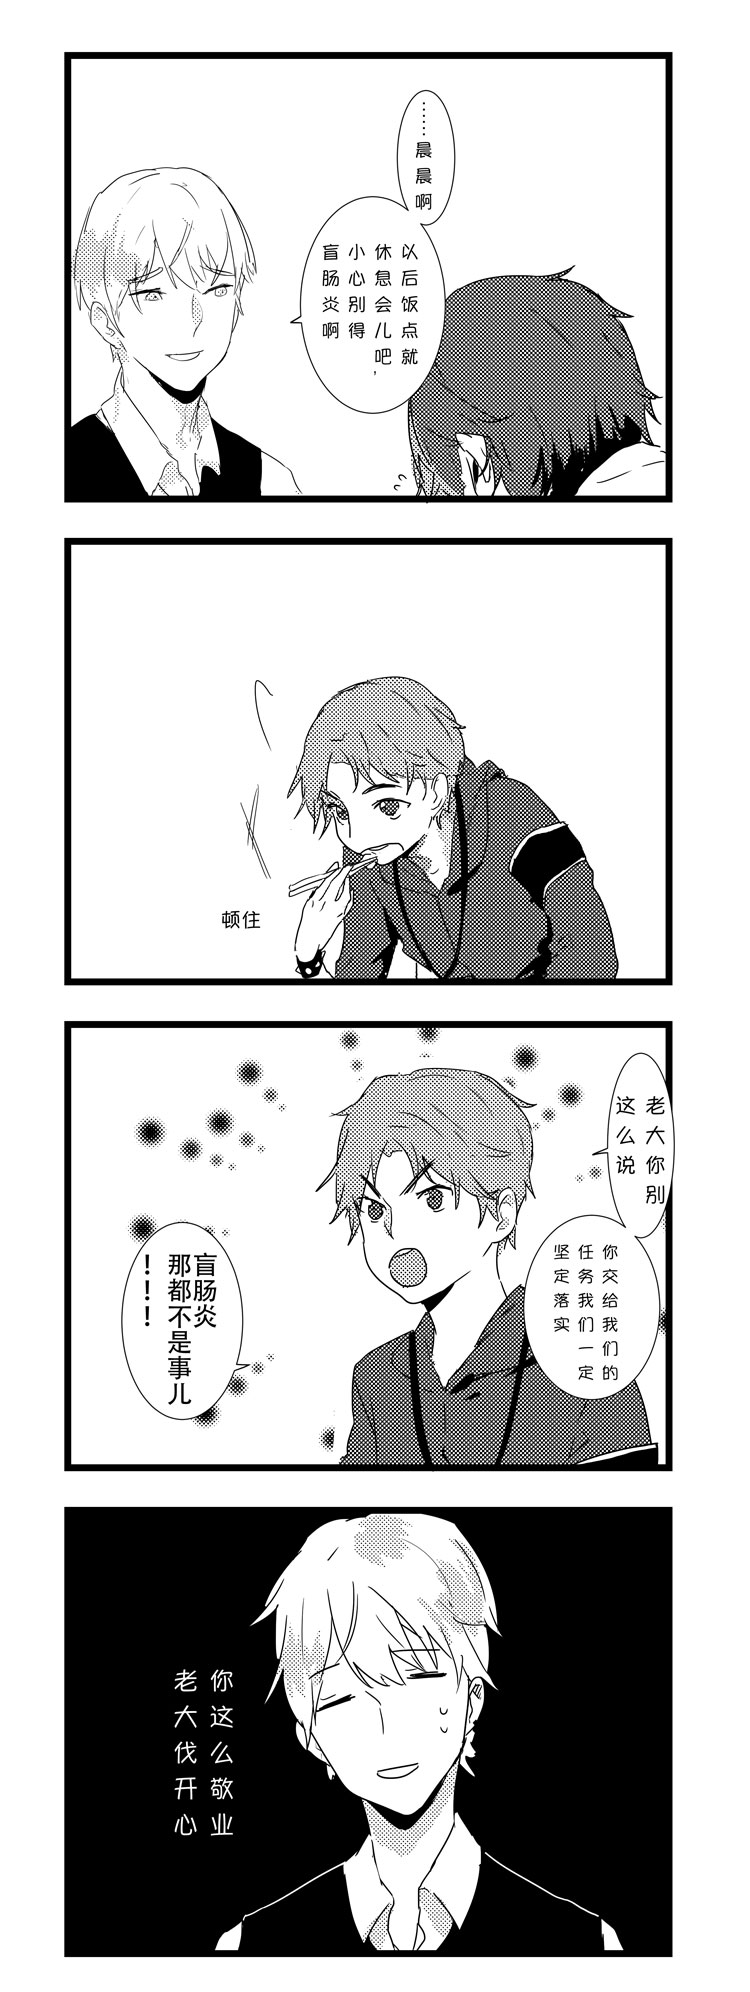 ……晨晨啊
以后饭点就
休息会儿吧，
小心别得
盲肠炎啊
顿住
老大你别
这么说
你交给我们的
任务我们一定
坚定落实
盲肠炎
那都不是事儿
！！！
你这么敬业
老大伐开心